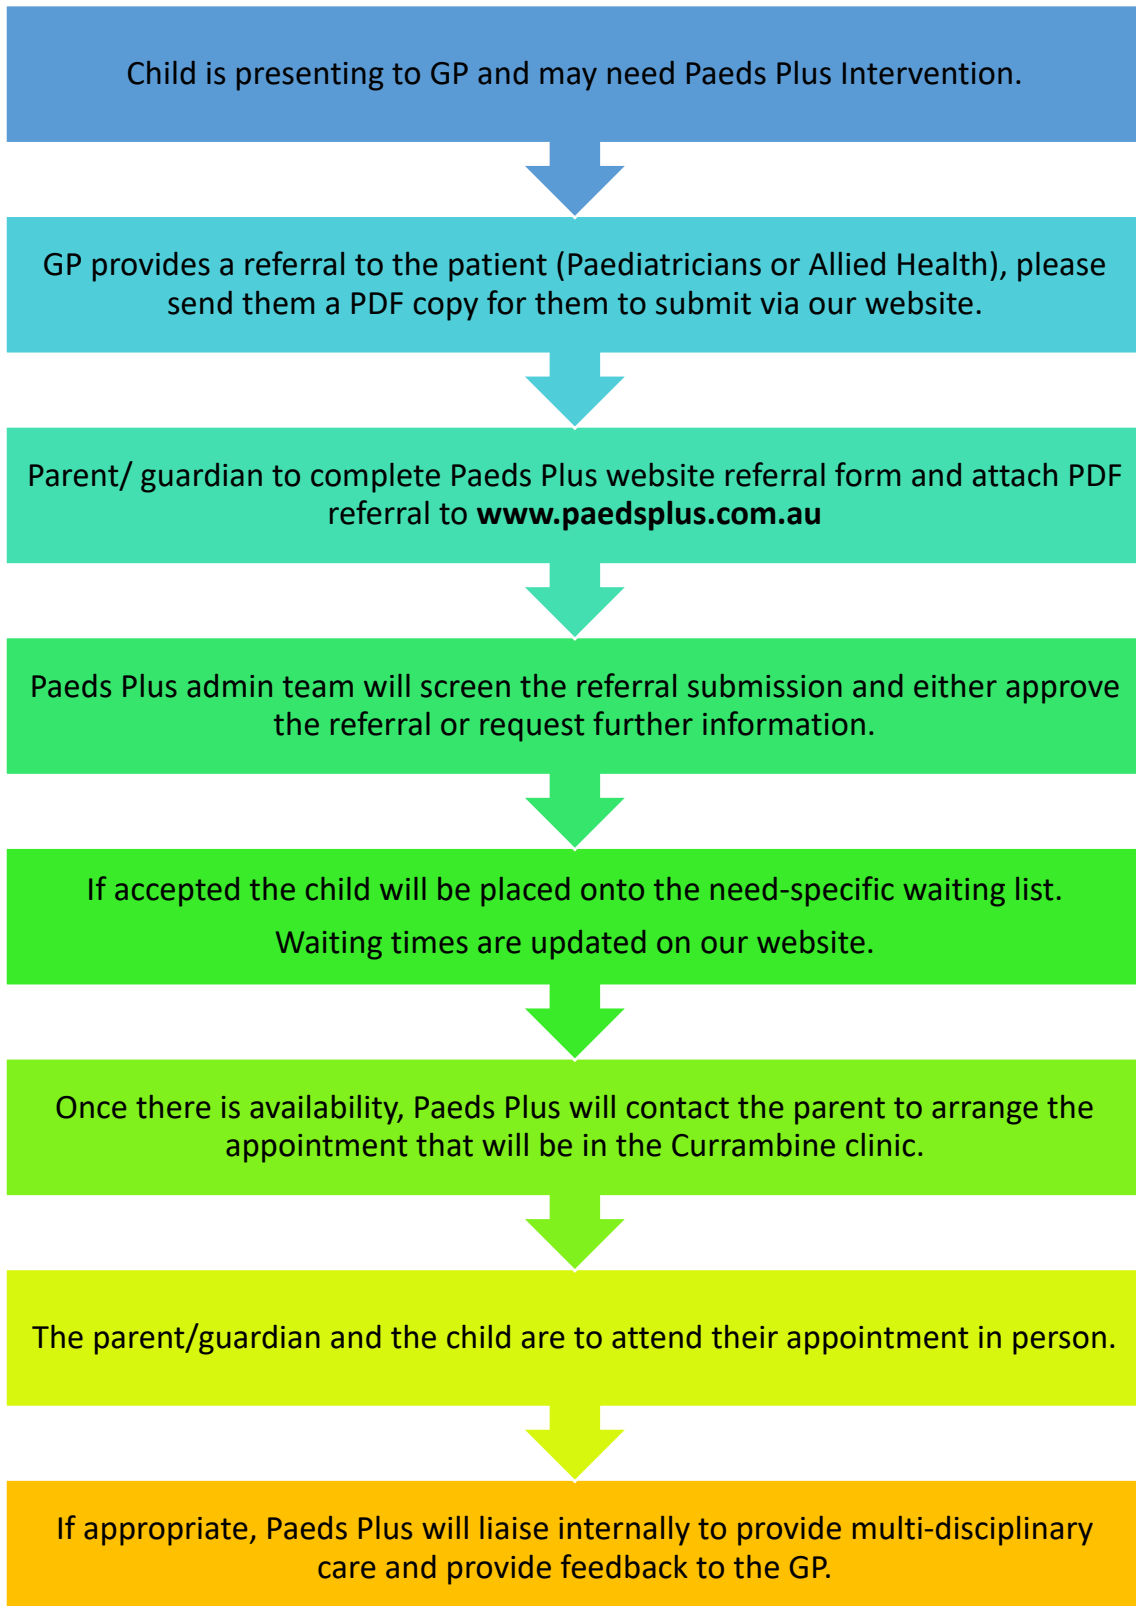 Child is presenting to GP and may need Paeds Plus Intervention.
GP provides a referral to the patient (Paediatricians or Allied Health), please
send them a PDF copy for them to submit via our website.
Parent/ guardian to complete Paeds Plus website referral form and attach PDF
referral to www.paedsplus.com.au
Paeds Plus admin team will screen the referral submission and either approve
the referral or request further information.
If accepted the child will be placed onto the need-specific waiting list.
Waiting times are updated on our website.
Once there is availability, Paeds Plus will contact the parent to arrange the
appointment that will be in the Currambine clinic.
The parent/guardian and the child are to attend their appointment in person.
If appropriate, Paeds Plus will liaise internally to provide multi-disciplinary
care and provide feedback to the GP.